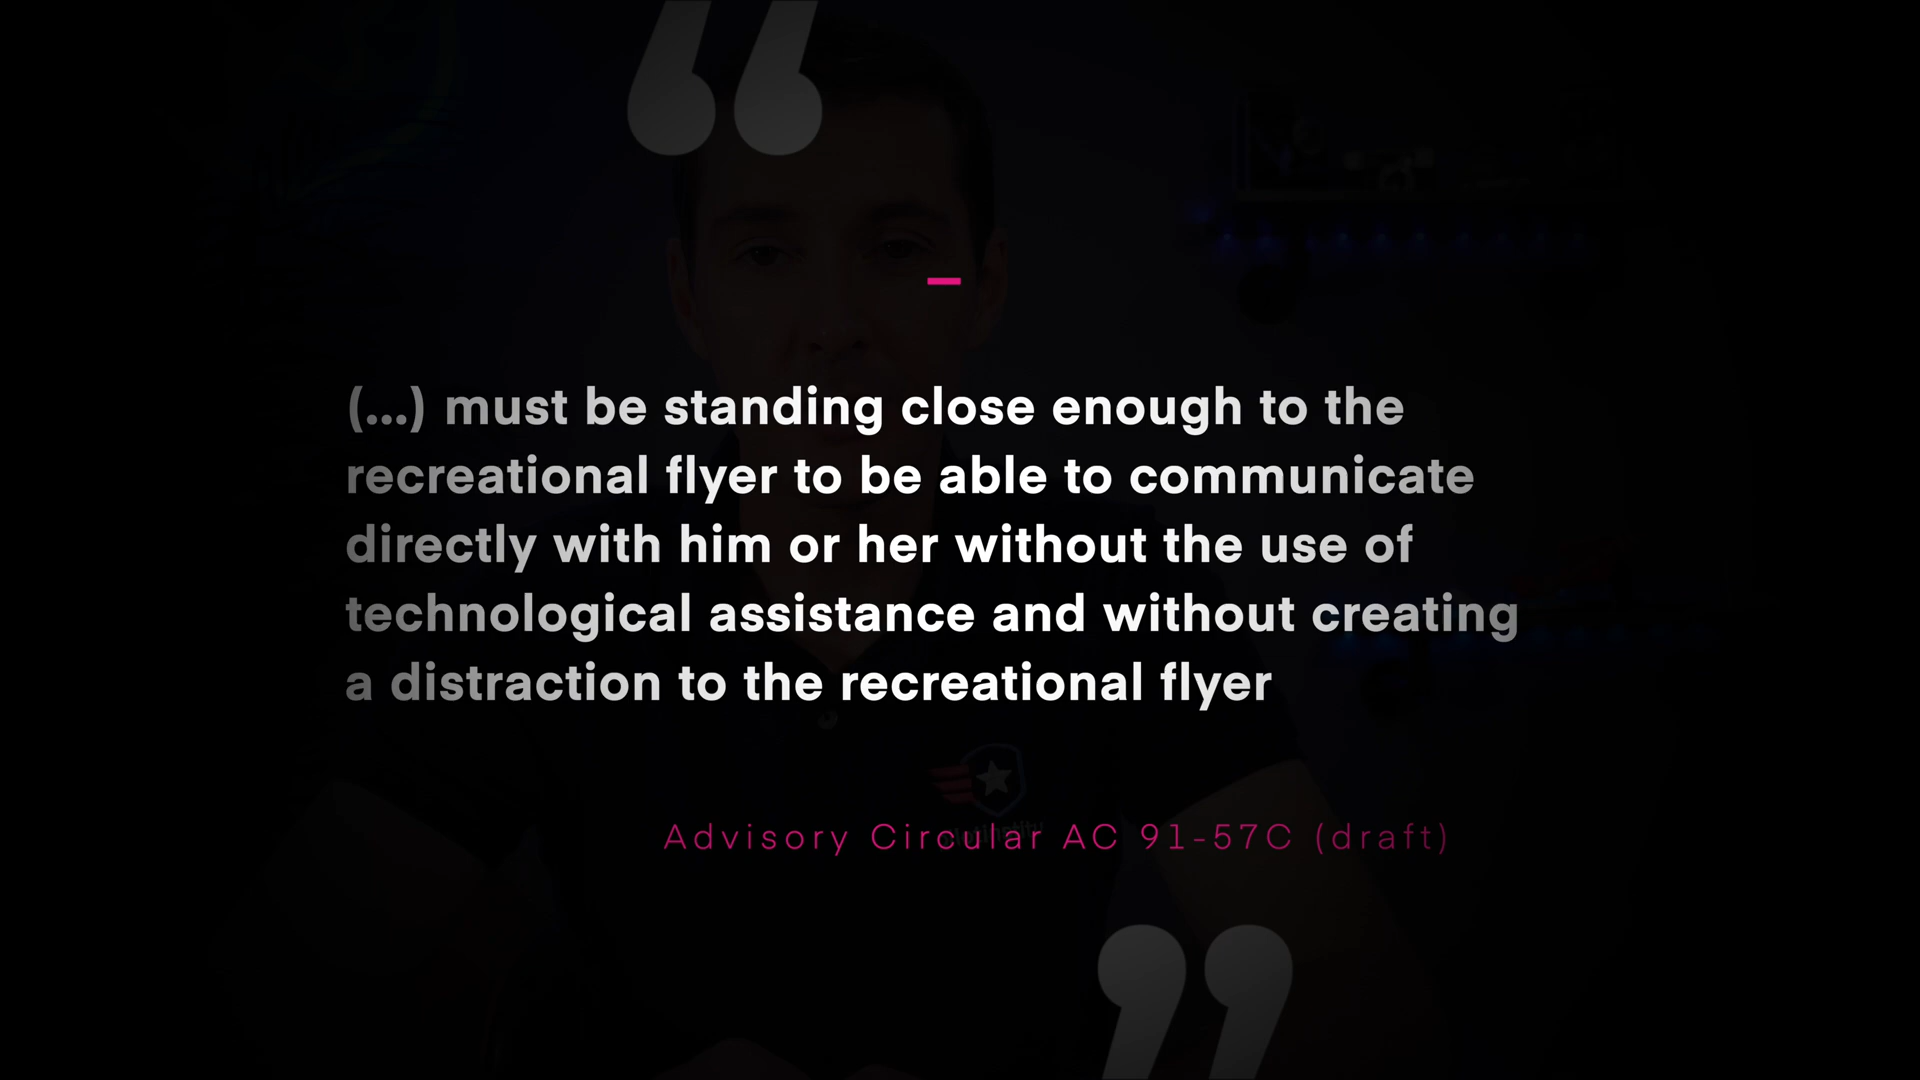 (...) must be standing close enough to the
recreational flyer to be able to communicate
directly with him or her without the use of
technological assistance and without creating
a distraction to the recreational flyer
Advisory Circular AC 91-57C (draft)